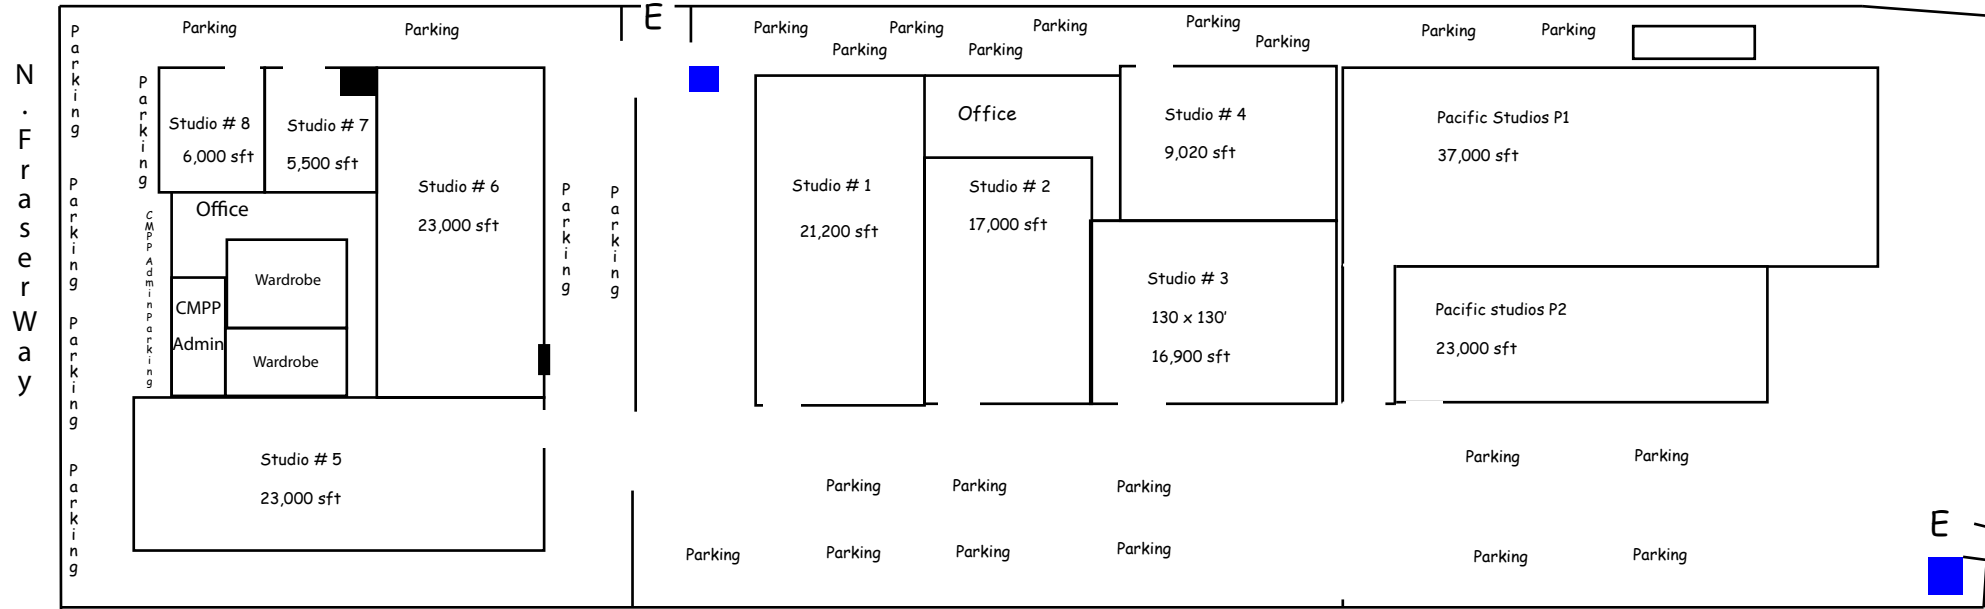 N. Fraser Way
Parking
Parking
Parking
Parking
Parking
Parking
Parking
CMPP Admin Parking
Studio # 8
6,000 sft
Studio # 7
5,500 sft
Studio # 6
23,000 sft
Office
Wardrobe
CMPP
Admin
Wardrobe
Studio # 5
23,000 sft
Parking
Parking
E
Parking
Parking
Parking
Parking
Parking
Parking
Parking
Parking
Parking
Studio # 1
21,200 sft
Office
Studio # 2
17,000 sft
Studio # 4
9,020 sft
Studio # 3
130 x 130'
16,900 sft
Pacific Studios P1
37,000 sft
Pacific studios P2
23,000 sft
Parking
Parking
Parking
Parking
Parking
Parking
Parking
Parking
Parking
Parking
Parking
Parking
E